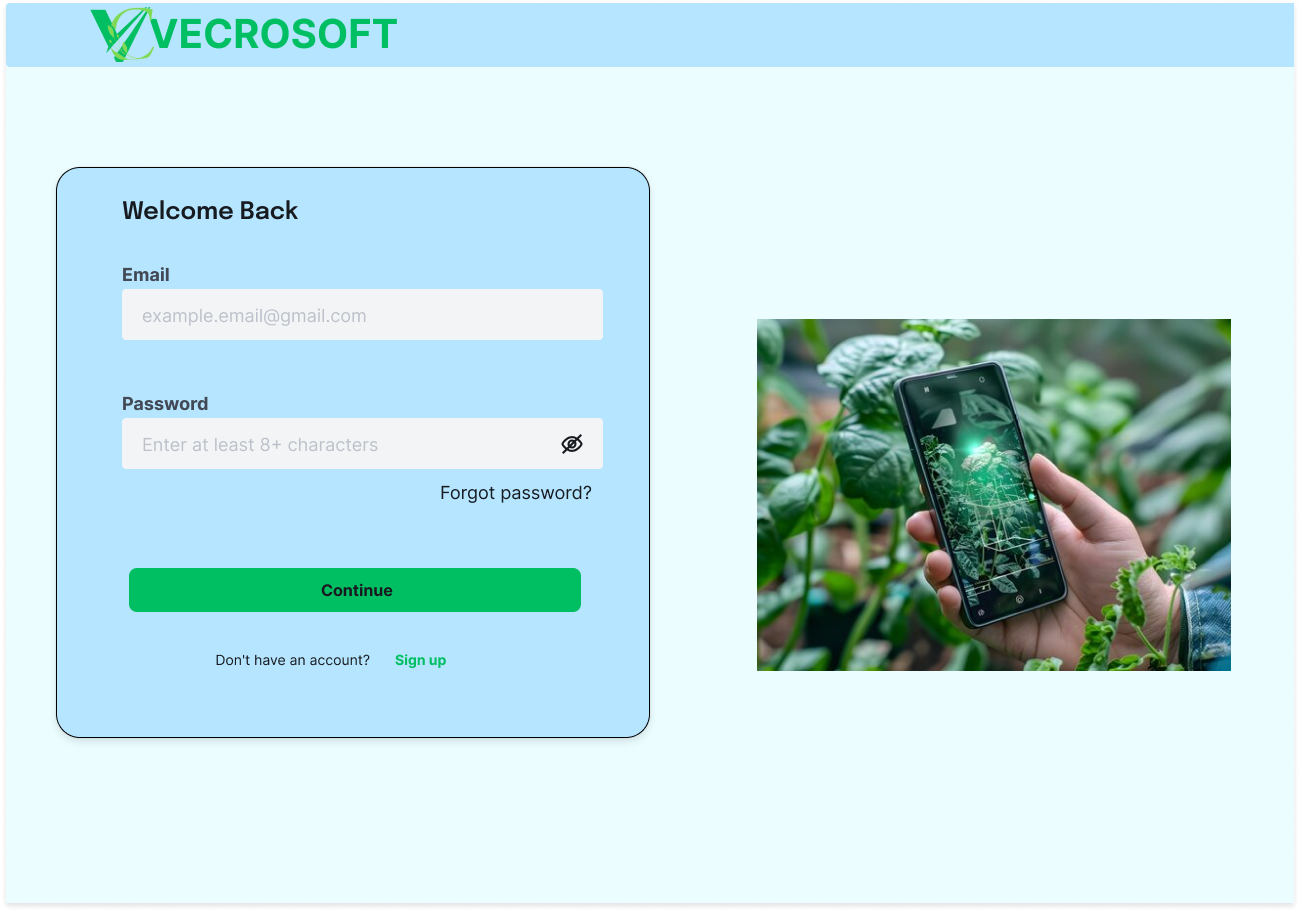 VECROSOFT
Welcome Back
Email
example.email@gmail.com
Password
Enter at least 8+ characters
Forgot password?
Continue
Don't have an account? Sign up